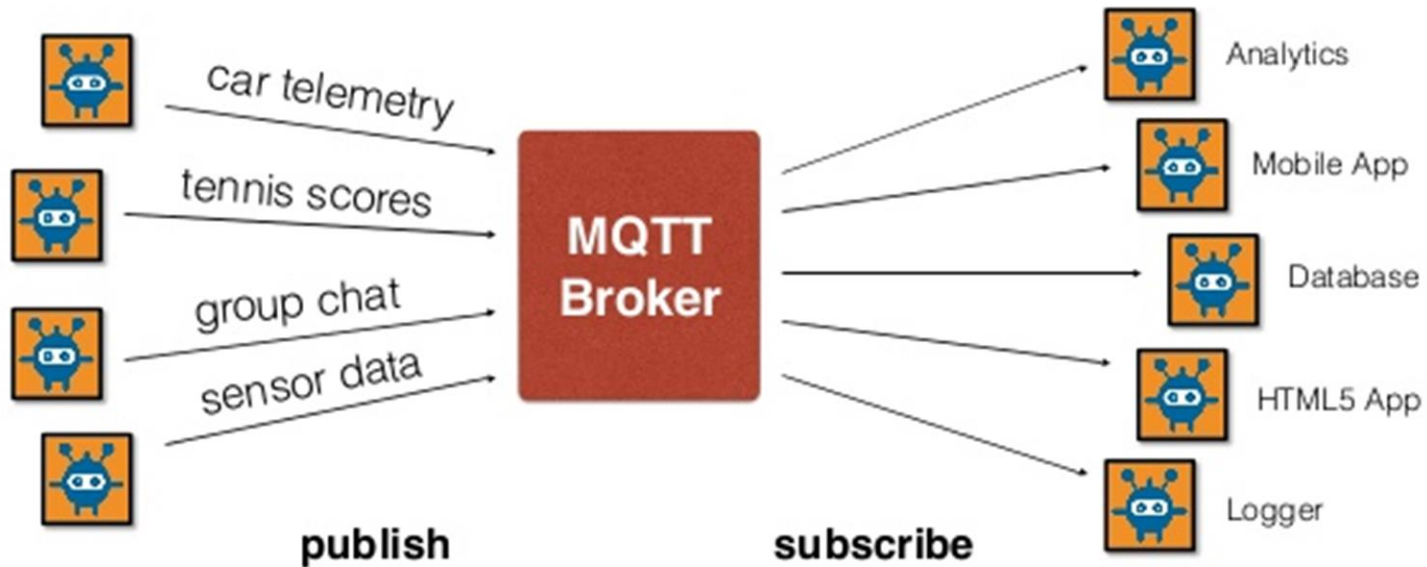 car telemetry
tennis scores
group chat
sensor data
MQTT
Broker
Analytics
Mobile App
Database
HTML5 App
Logger
publish
subscribe